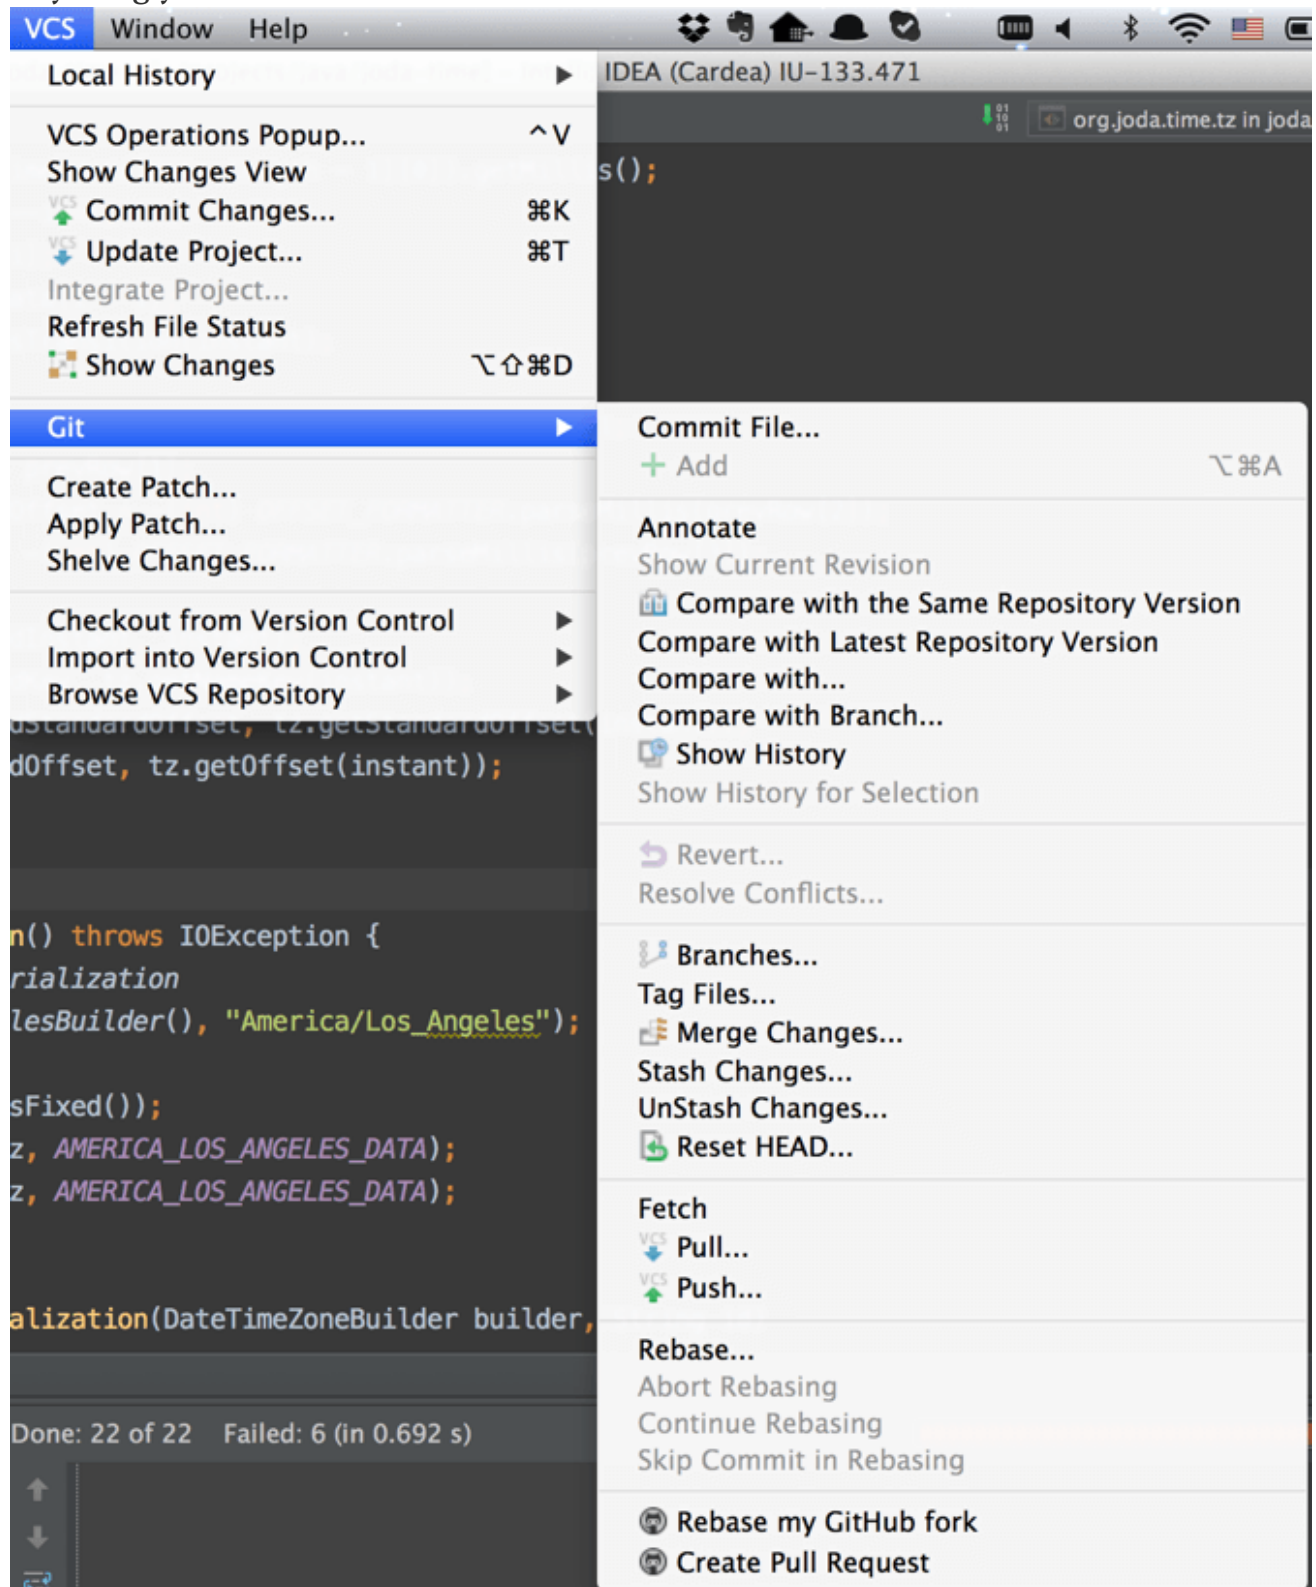 VCS Window Help
Local History
IDEA (Cardea) IU-133.471
VCS Operations Popup... ^V
org.joda.time.tz in joda
Show Changes View
s();
VCS Commit Changes... ⌘K
VCS Update Project... ⌘T
Integrate Project...
Refresh File Status
Show Changes ⌥⇧⌘D
Git
Create Patch...
Apply Patch...
Shelve Changes...
Checkout from Version Control
Import into Version Control
Browse VCS Repository
Commit File...
+ Add ⌥⌘A
Annotate
Show Current Revision
Compare with the Same Repository Version
Compare with Latest Repository Version
Compare with...
Compare with Branch...
Show History
Show History for Selection
Revert...
Resolve Conflicts...
Branches...
Tag Files...
Merge Changes...
Stash Changes...
UnStash Changes...
Reset HEAD...
Fetch
VCS Pull...
VCS Push...
Rebase...
Abort Rebasing
Continue Rebasing
Skip Commit in Rebasing
Rebase my GitHub fork
Create Pull Request
dStandardOffset, tz.getStandardOffset(
dOffset, tz.getOffset(instant));
n() throws IOException {
rialization
lesBuilder(), "America/Los_Angeles");
sFixed());
z, AMERICA_LOS_ANGELES_DATA);
z, AMERICA_LOS_ANGELES_DATA);
alization(DateTimeZoneBuilder builder,
Done: 22 of 22 Failed: 6 (in 0.692 s)